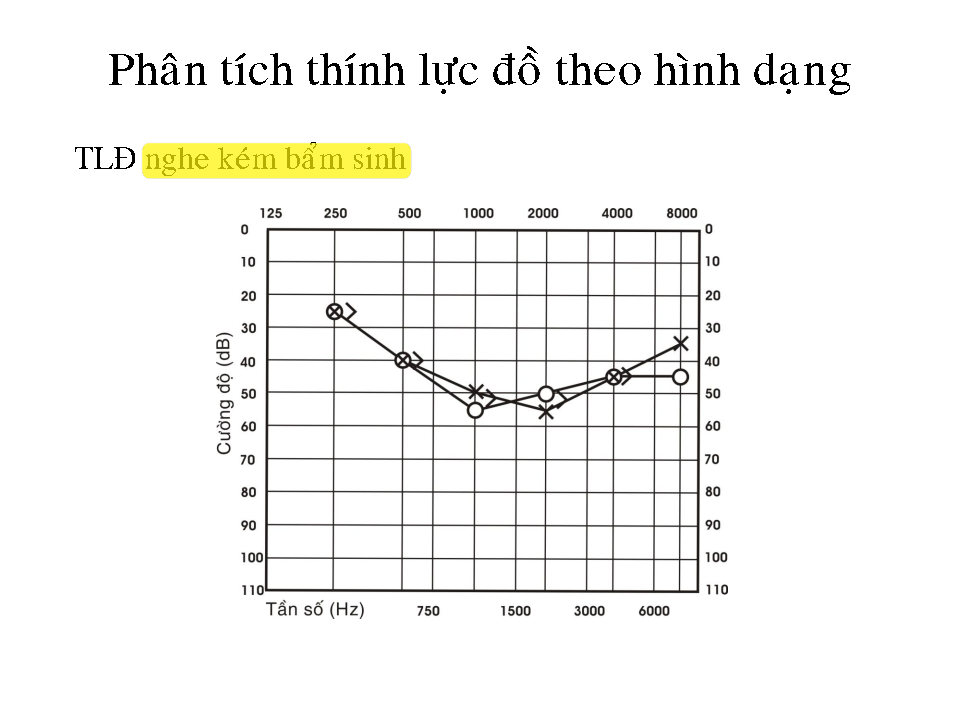 Phân tích thính lực đồ theo hình dạng
TLĐ nghe kém bẩm sinh
125 250 500 1000 2000 4000 8000
0 0
10 10
20 20
30 30
40 40
50 50
60 60
70 70
80 80
90 90
100 100
110 110
Cường độ (dB)
Tần số (Hz) 750 1500 3000 6000